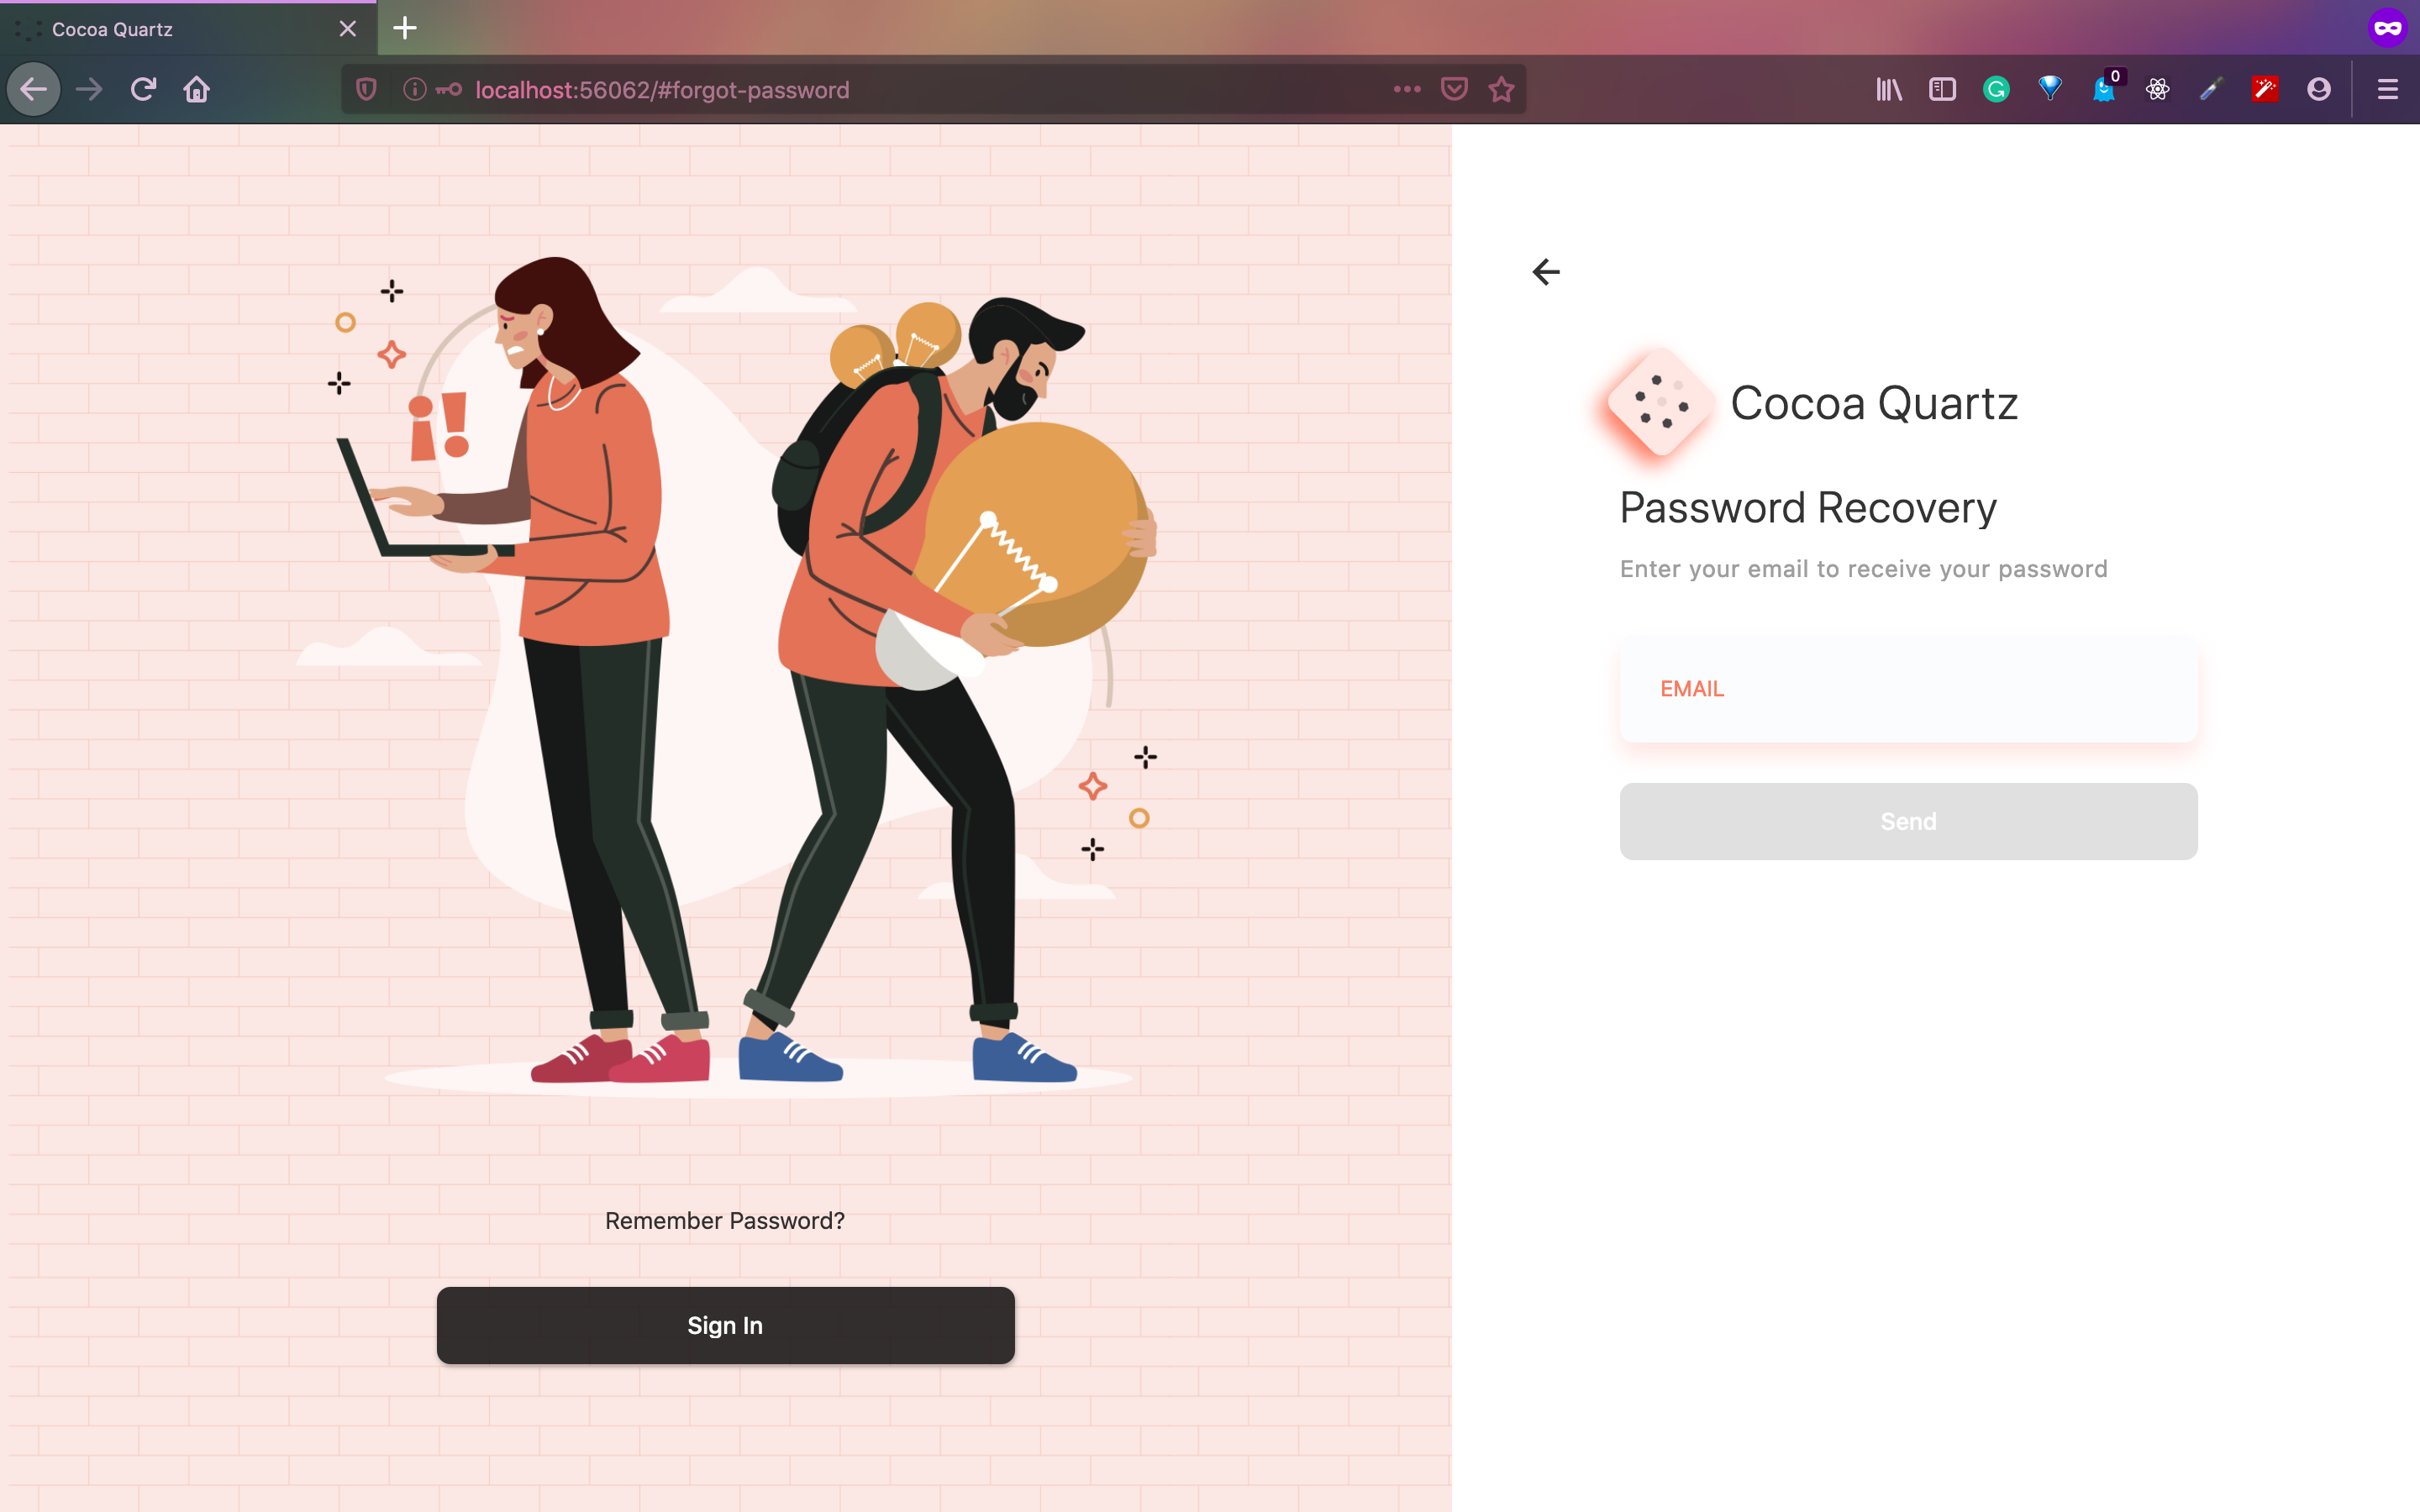 Cocoa Quartz
localhost:56062/#forgot-password
0
Cocoa Quartz
Password Recovery
Enter your email to receive your password
EMAIL
Send
Remember Password?
Sign In